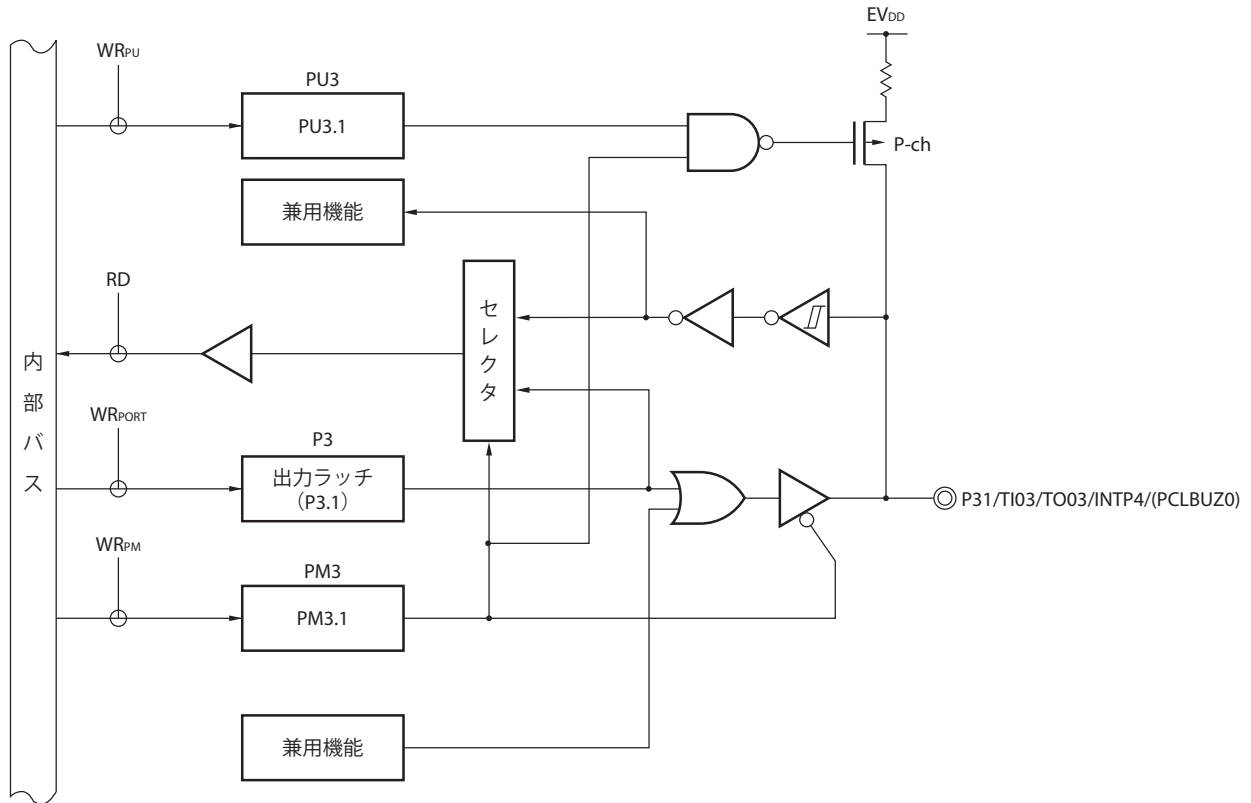 EVDD
WRPU
PU3
PU3.1
P-ch
兼用機能
RD
セレクタ
内部バス
WRPORT
P3
出力ラッチ
(P3.1)
P31/TI03/TO03/INTP4/(PCLBUZ0)
WRPM
PM3
PM3.1
兼用機能